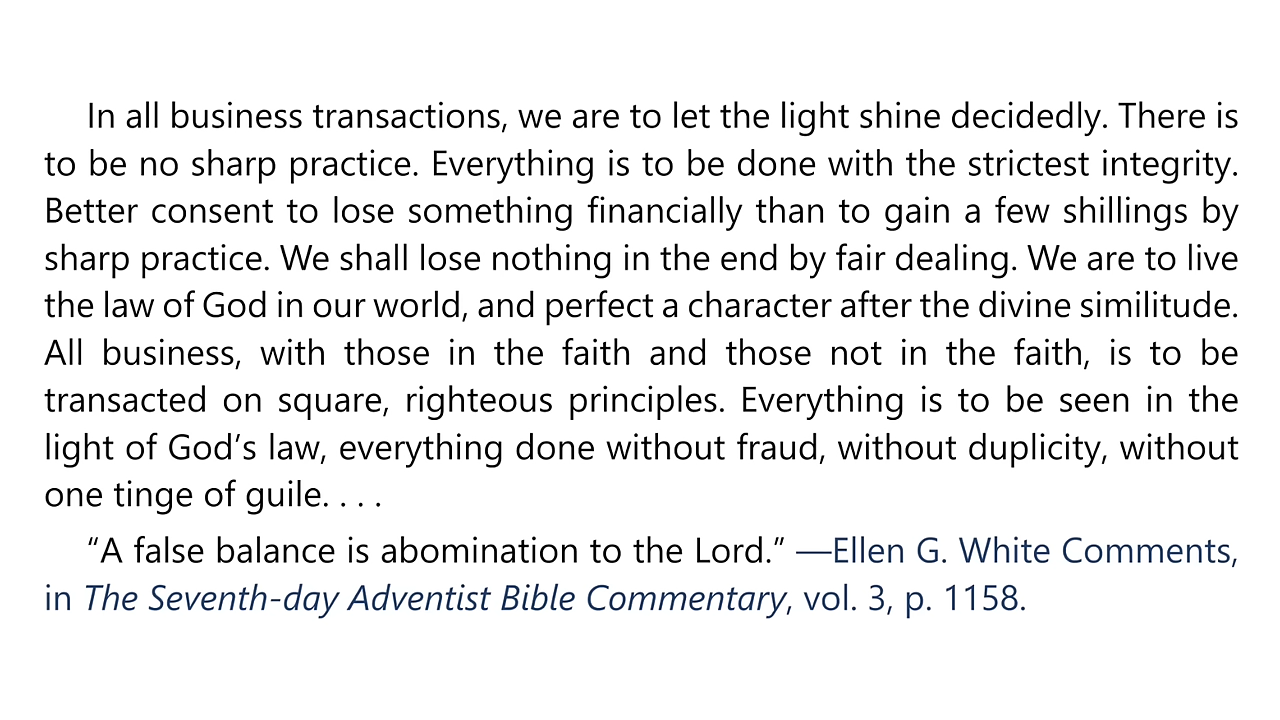 In all business transactions, we are to let the light shine decidedly. There is
to be no sharp practice. Everything is to be done with the strictest integrity.
Better consent to lose something financially than to gain a few shillings by
sharp practice. We shall lose nothing in the end by fair dealing. We are to live
the law of God in our world, and perfect a character after the divine similitude.
All business, with those in the faith and those not in the faith, is to be
transacted on square, righteous principles. Everything is to be seen in the
light of God’s law, everything done without fraud, without duplicity, without
one tinge of guile. . . .
“A false balance is abomination to the Lord.” —Ellen G. White Comments,
in The Seventh-day Adventist Bible Commentary, vol. 3, p. 1158.